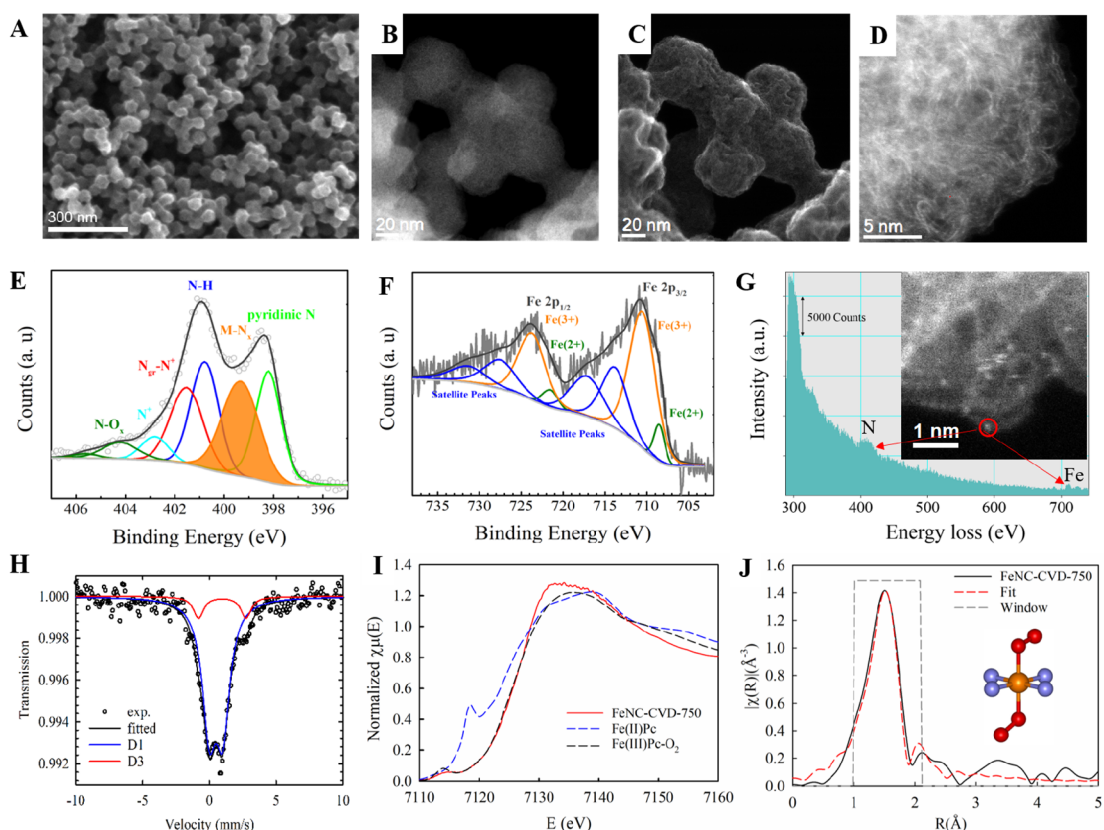 A
300 nm
B
20 nm
C
20 nm
D
5 nm
E
N-H
M-Nx
pyridinic N
Ngr-N+
N+
N-Ox
Counts (a. u)
406 404 402 400 398 396
Binding Energy (eV)
F
Fe 2p1/2
Fe 2p3/2
Fe(3+)
Fe(3+)
Fe(2+)
Fe(2+)
Satellite Peaks
Satellite Peaks
Counts (a. u)
735 730 725 720 715 710 705
Binding Energy (eV)
G
5000 Counts
N
1 nm
Fe
Intensity (a.u.)
300 400 500 600 700
Energy loss (eV)
H
1.000
0.998
0.996
0.994
0.992
Transmission
exp.
fitted
D1
D3
-10 -5 0 5 10
Velocity (mm/s)
I
1.4
1.2
1.0
0.8
0.6
0.4
0.2
0.0
Normalized χμ(E)
FeNC-CVD-750
Fe(II)Pc
Fe(III)Pc-O2
7110 7120 7130 7140 7150 7160
E (eV)
J
1.6
1.4
1.2
1.0
0.8
0.6
0.4
0.2
0.0
|χ(R)|(Å-3)
FeNC-CVD-750
Fit
Window
0 1 2 3 4 5
R(Å)